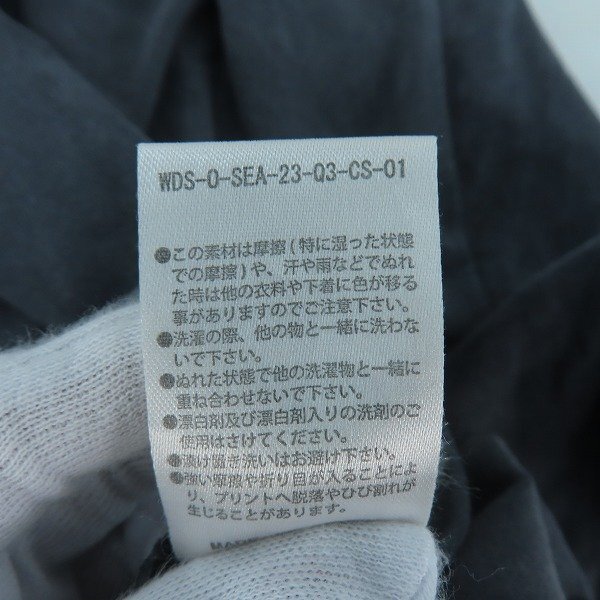 WDS-O-SEA-23-Q3-CS-01
●この素材は摩擦(特に湿った状態
での摩擦)や、汗や雨などでぬれ
た時は他の衣料や下着に色が移る
事がありますのでご注意下さい。
●洗濯の際、他の物と一緒に洗わな
いで下さい。
●ぬれた状態で他の洗濯物と一緒に
重ね合わせないで下さい。
●漂白剤及び漂白剤入りの洗剤のご
使用はさけてください。
●漬け置き洗いはお避け下さい。
●強い摩擦や折り目が入ることによ
り、プリントへ脱落やひび割れが
生じることがあります。